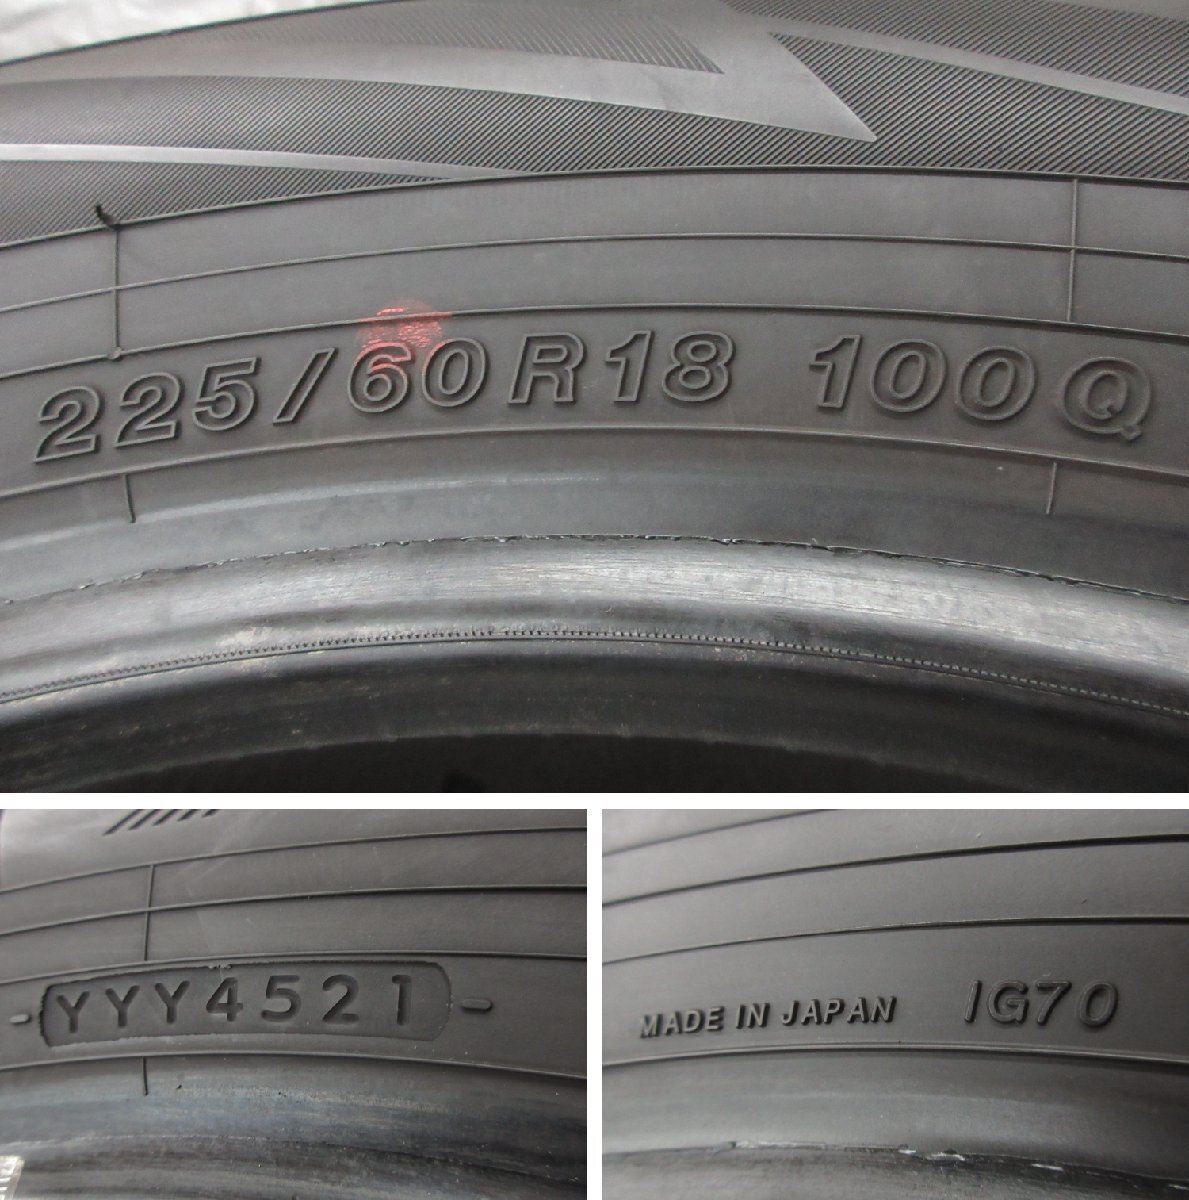 225/60R18 100Q
YYY4521
MADE IN JAPAN IG70